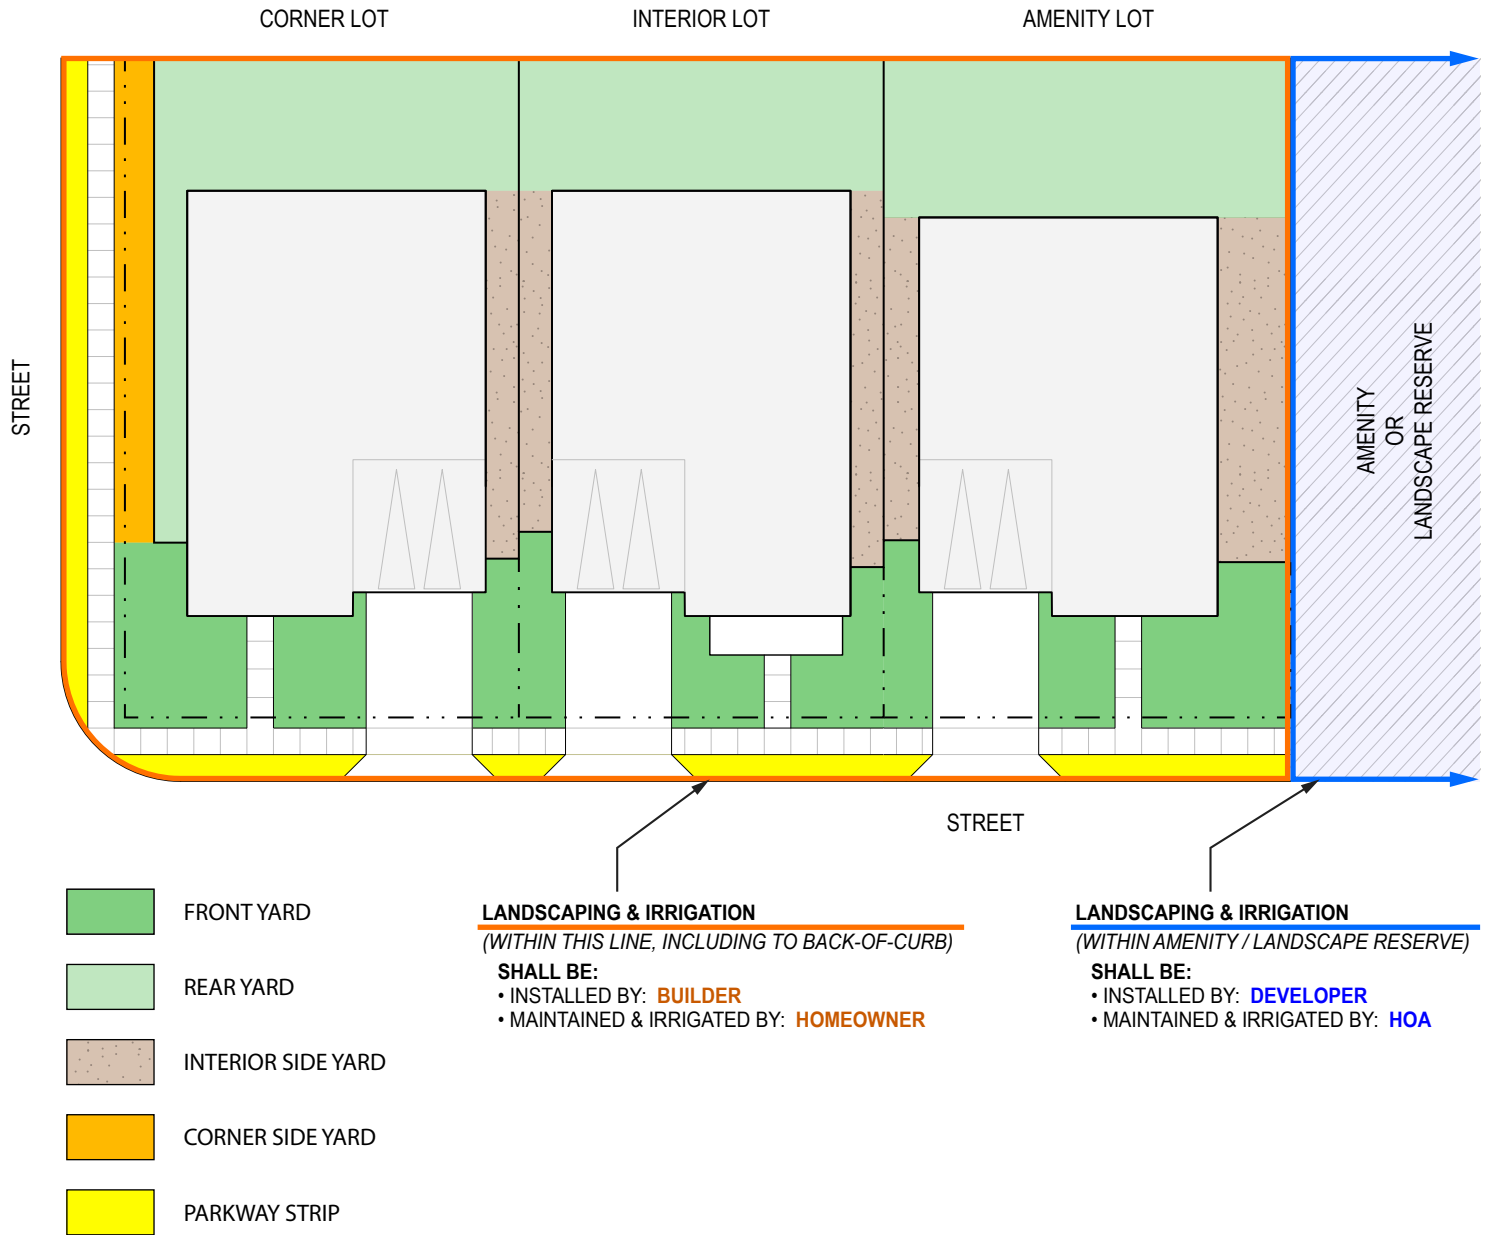 CORNER LOT
INTERIOR LOT
AMENITY LOT
STREET
AMENITY
OR
LANDSCAPE RESERVE
STREET
FRONT YARD
REAR YARD
INTERIOR SIDE YARD
CORNER SIDE YARD
PARKWAY STRIP
LANDSCAPING & IRRIGATION
(WITHIN THIS LINE, INCLUDING TO BACK-OF-CURB)
SHALL BE:
• INSTALLED BY: BUILDER
• MAINTAINED & IRRIGATED BY: HOMEOWNER
LANDSCAPING & IRRIGATION
(WITHIN AMENITY / LANDSCAPE RESERVE)
SHALL BE:
• INSTALLED BY: DEVELOPER
• MAINTAINED & IRRIGATED BY: HOA